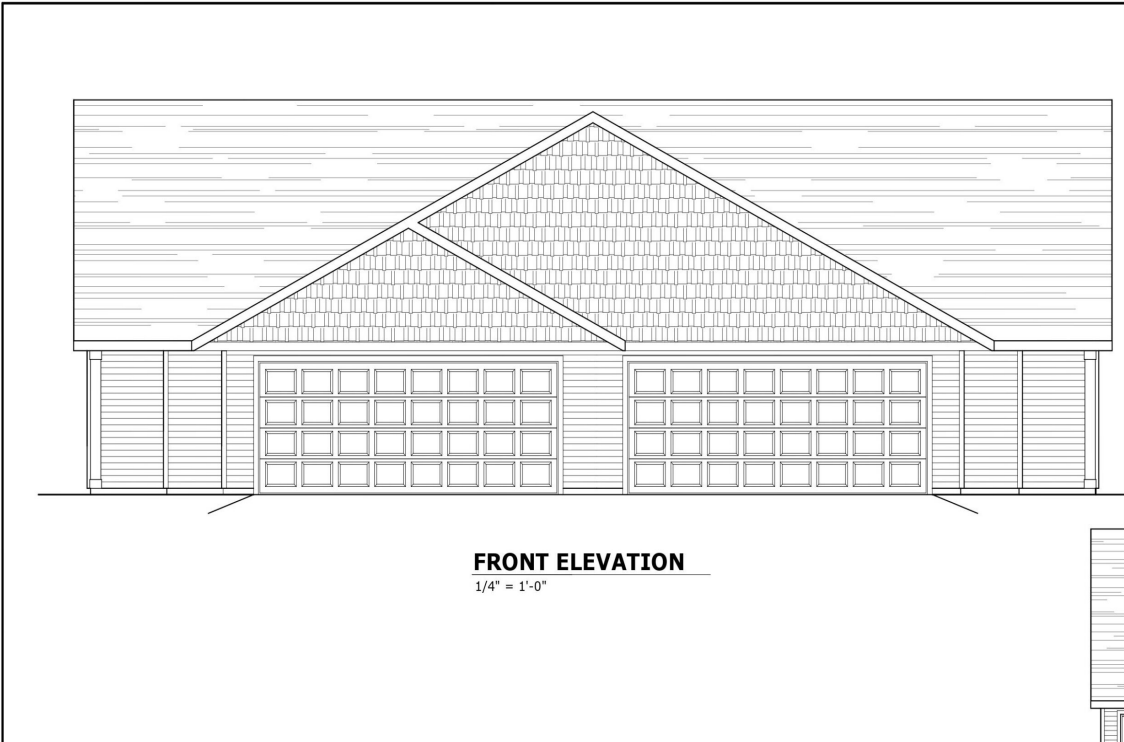 FRONT ELEVATION
1/4" = 1'-0"